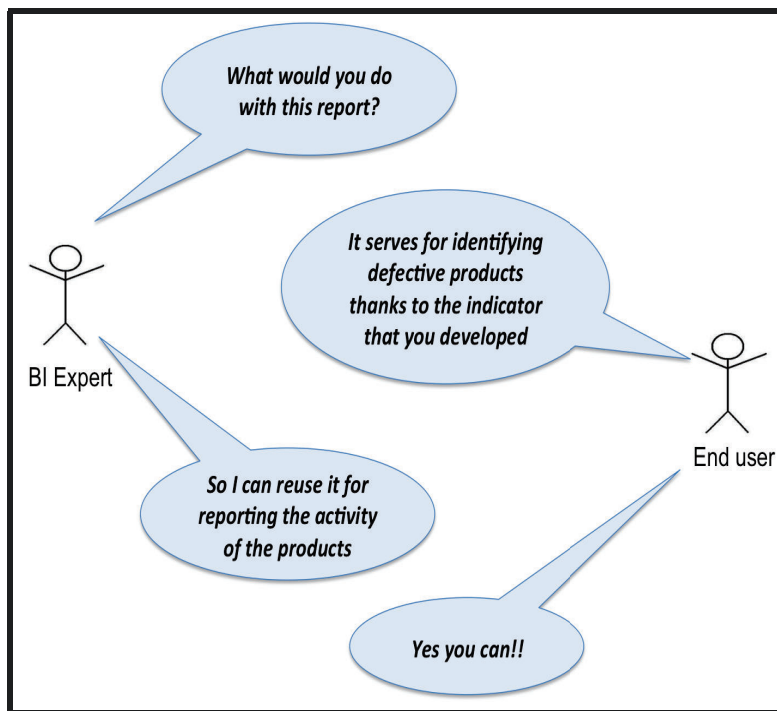 What would you do
with this report?
It serves for identifying
defective products
thanks to the indicator
that you developed
BI Expert
End user
So I can reuse it for
reporting the activity
of the products
Yes you can!!